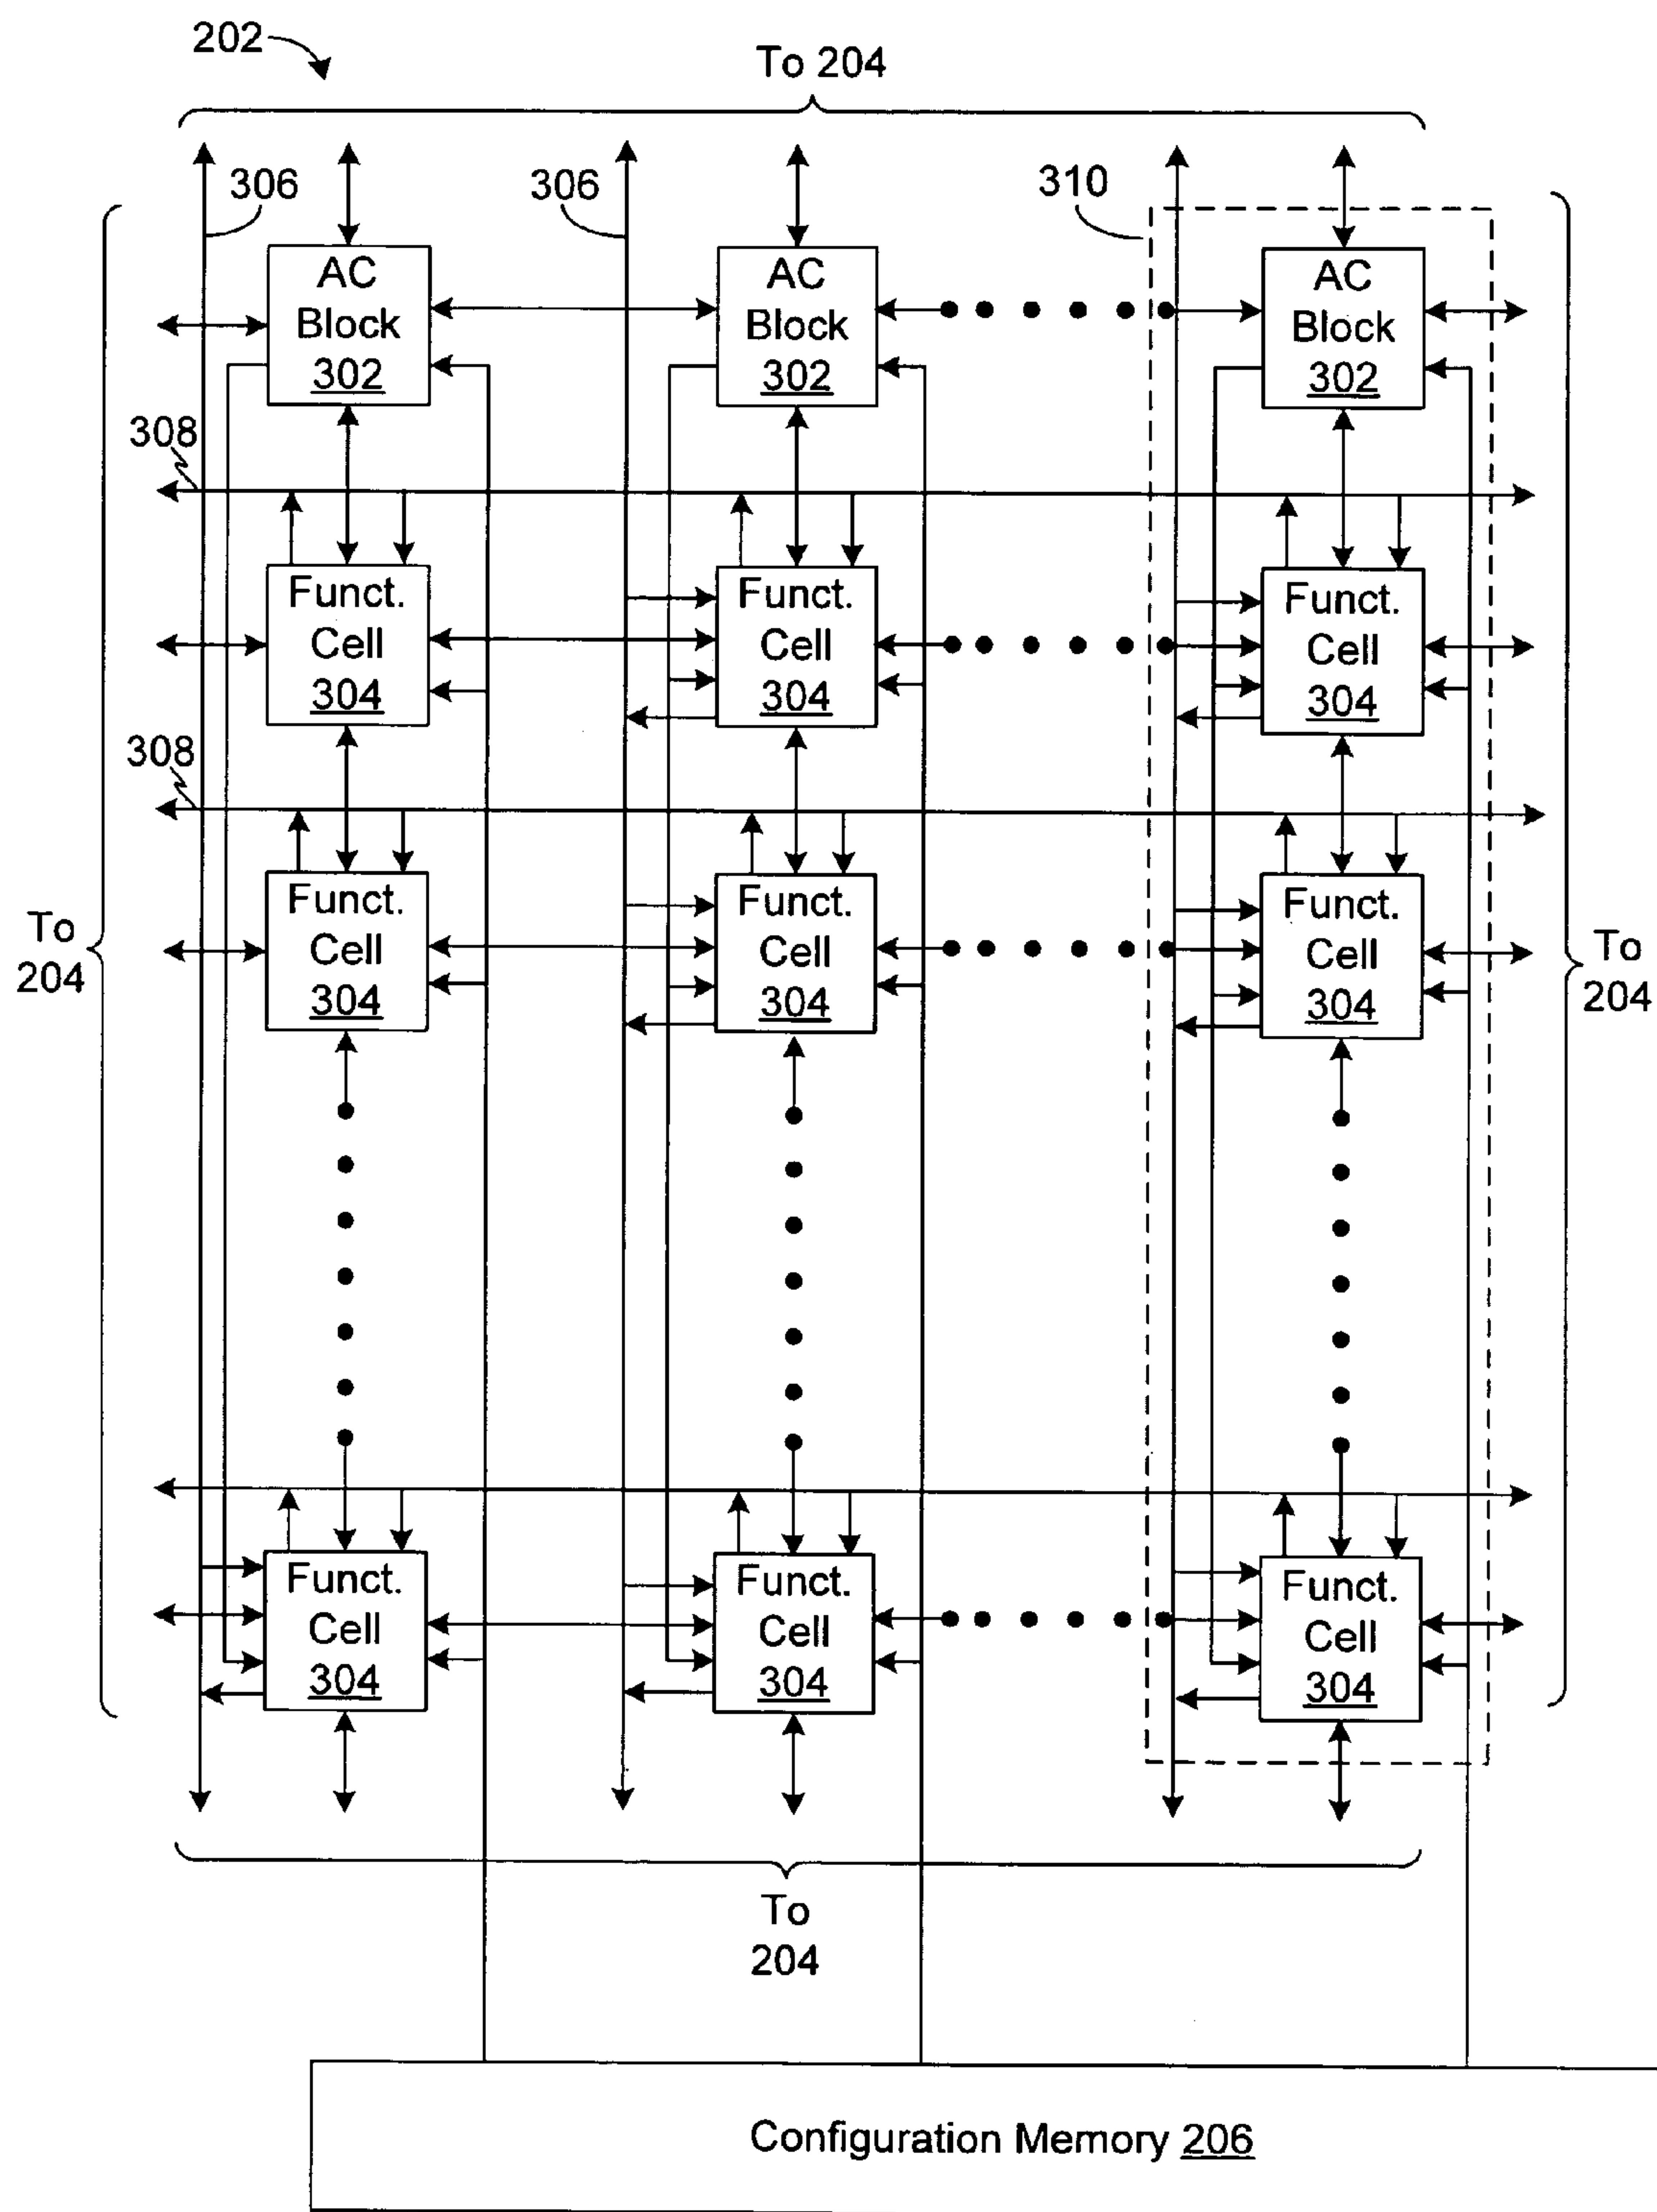 202
To 204
306
306
310
AC
Block
302
AC
Block
302
AC
Block
302
308
Funct.
Cell
304
Funct.
Cell
304
Funct.
Cell
304
308
To
204
Funct.
Cell
304
Funct.
Cell
304
Funct.
Cell
304
To
204
Funct.
Cell
304
Funct.
Cell
304
Funct.
Cell
304
To
204
Configuration Memory 206